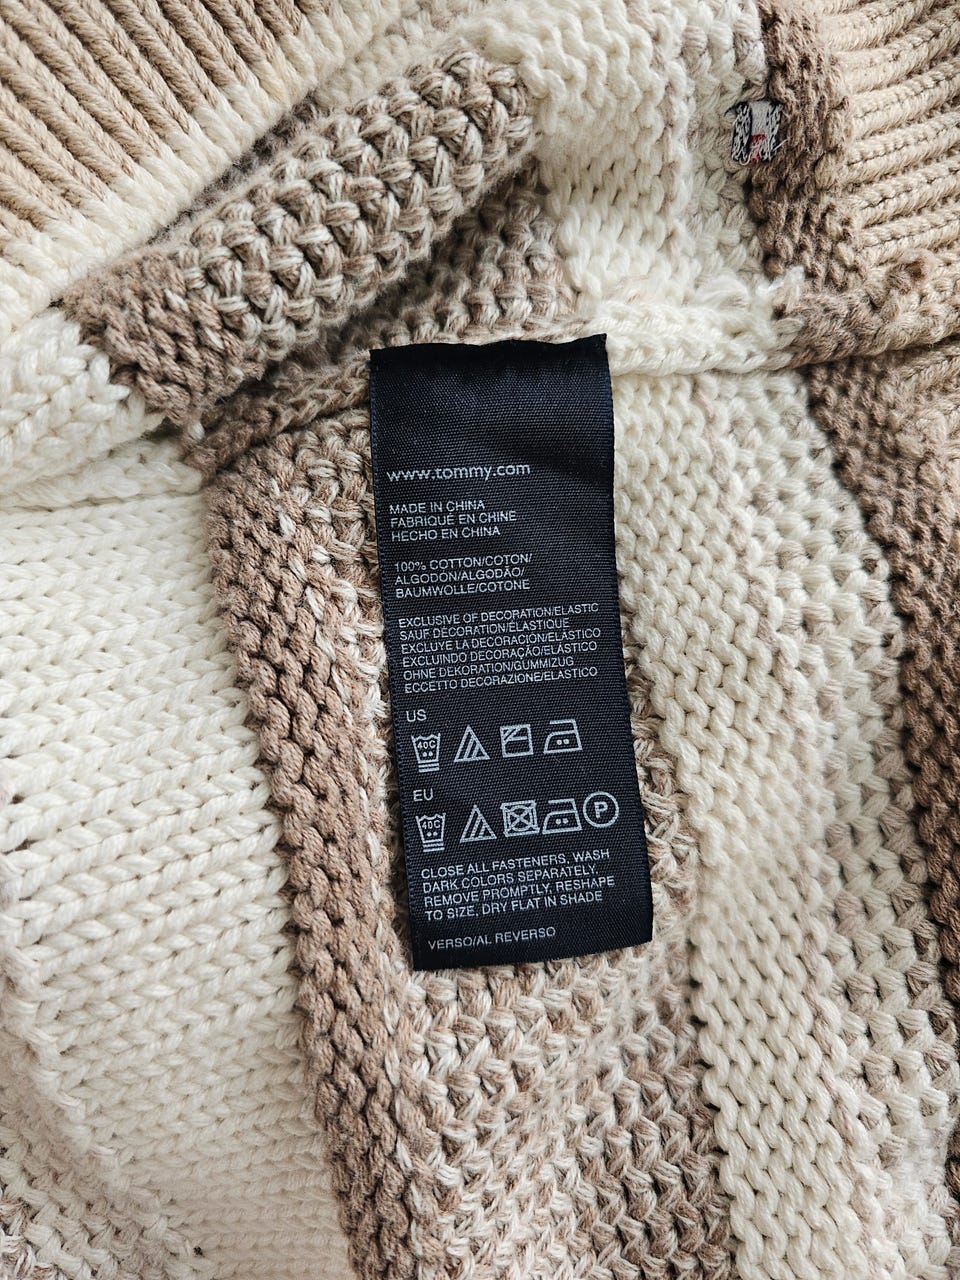 www.tommy.com
MADE IN CHINA
FABRIQUÉ EN CHINE
HECHO EN CHINA
100% COTTON/COTON/
ALGODÓN/ALGODÃO/
BAUMWOLLE/COTONE
EXCLUSIVE OF DECORATION/ELASTIC
SAUF DÉCORATION/ÉLASTIQUE
EXCLUYE LA DECORACIÓN/ELÁSTICO
EXCLUINDO DECORAÇÃO/ELÁSTICO
OHNE DEKORATION/GUMMIZUG
ECCETTO DECORAZIONE/ELASTICO
US
40C
EU
40C P
CLOSE ALL FASTENERS, WASH
DARK COLORS SEPARATELY,
REMOVE PROMPTLY, RESHAPE
TO SIZE, DRY FLAT IN SHADE
VERSO/AL REVERSO